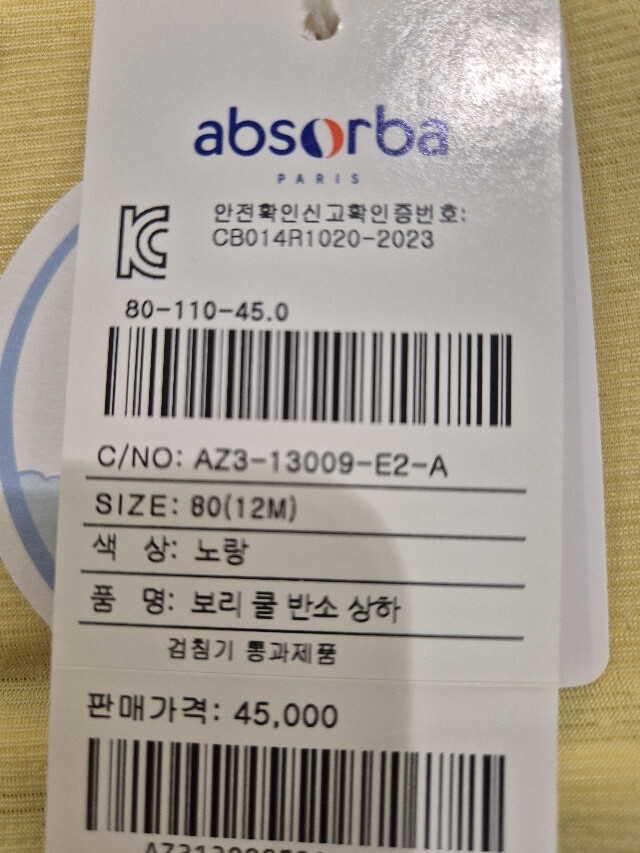 absorba
PARIS
안전확인신고확인증번호:
CB014R1020-2023
80-110-45.0
C/NO: AZ3-13009-E2-A
SIZE: 80(12M)
색 상: 노랑
품 명: 보리 쿨 반소 상하
검침기 통과제품
판매가격: 45,000